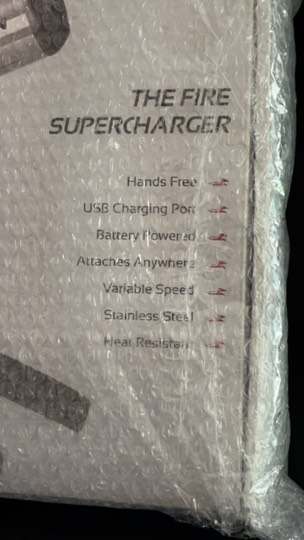 THE FIRE
SUPERCHARGER
Hands Free
USB Charging Port
Battery Powered
Attaches Anywhere
Variable Speed
Stainless Steel
Heat Resistant